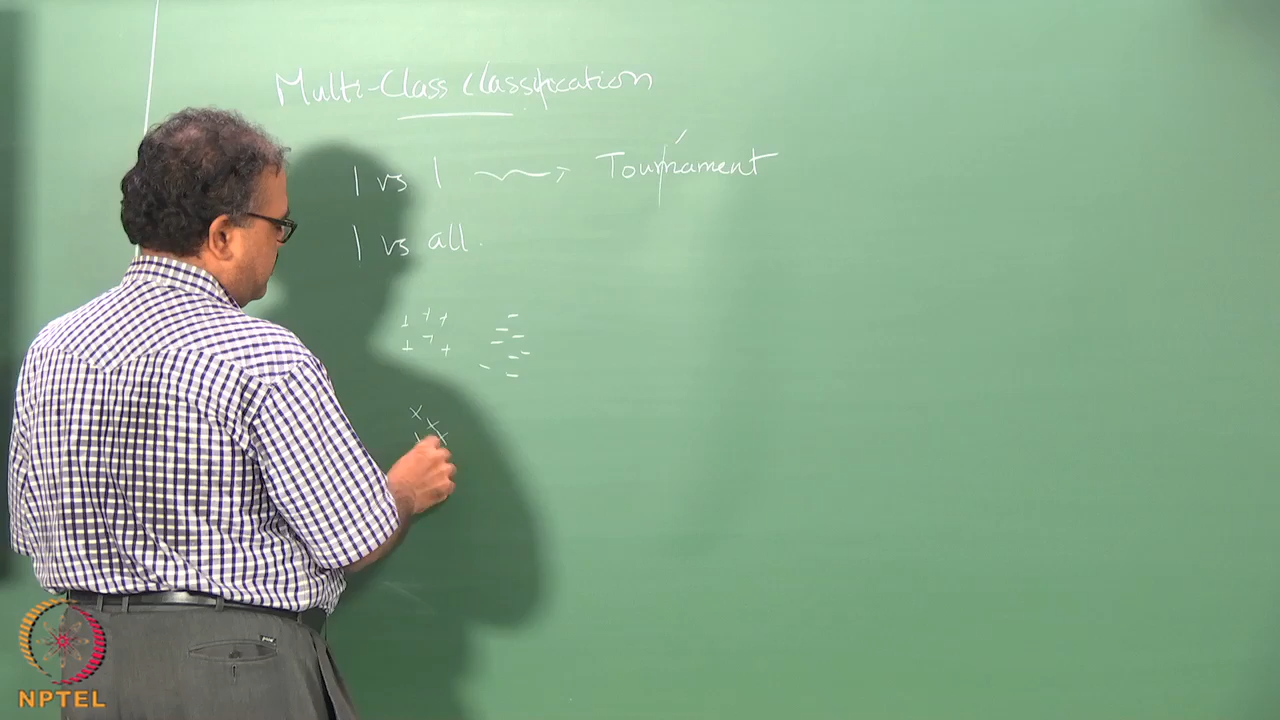 Multi-Class classification
1 vs 1 ⟶ Tournament
1 vs all.
+ + +
+ + +
- - - - - - - -
x x x x
NPTEL